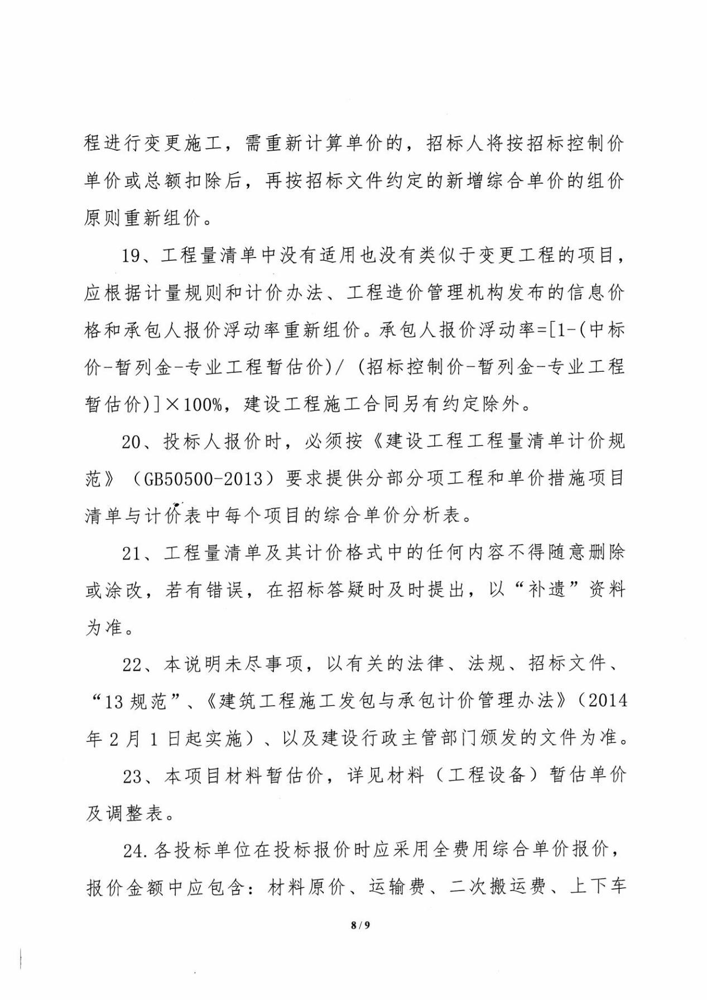 程进行变更施工，需重新计算单价的，招标人将按招标控制价
单价或总额扣除后，再按招标文件约定的新增综合单价的组价
原则重新组价。
19、工程量清单中没有适用也没有类似于变更工程的项目，
应根据计量规则和计价办法、工程造价管理机构发布的信息价
格和承包人报价浮动率重新组价。承包人报价浮动率=[1-(中标
价-暂列金-专业工程暂估价)/ (招标控制价-暂列金-专业工程
暂估价)]×100%，建设工程施工合同另有约定除外。
20、投标人报价时，必须按《建设工程工程量清单计价规
范》（GB50500-2013）要求提供分部分项工程和单价措施项目
清单与计价表中每个项目的综合单价分析表。
21、工程量清单及其计价格式中的任何内容不得随意删除
或涂改，若有错误，在招标答疑时及时提出，以“补遗”资料
为准。
22、本说明未尽事项，以有关的法律、法规、招标文件、
“13 规范”、《建筑工程施工发包与承包计价管理办法》（2014
年 2 月 1 日起实施）、以及建设行政主管部门颁发的文件为准。
23、本项目材料暂估价，详见材料（工程设备）暂估单价
及调整表。
24.各投标单位在投标报价时应采用全费用综合单价报价，
报价金额中应包含：材料原价、运输费、二次搬运费、上下车
8 / 9